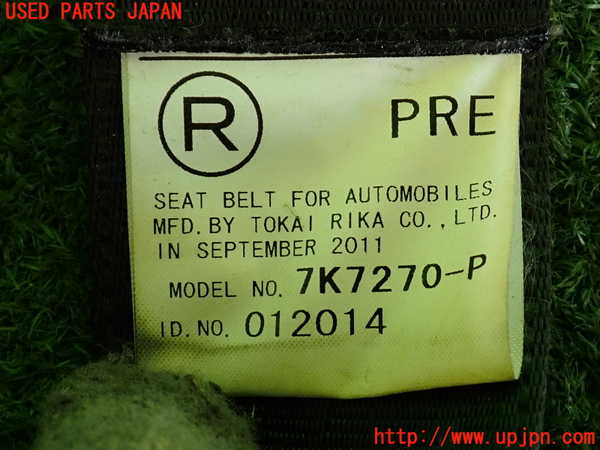 USED PARTS JAPAN
R PRE
SEAT BELT FOR AUTOMOBILES
MFD. BY TOKAI RIKA CO., LTD.
IN SEPTEMBER 2011
MODEL NO. 7K7270-P
ID. NO. 012014
http://www.upjpn.com